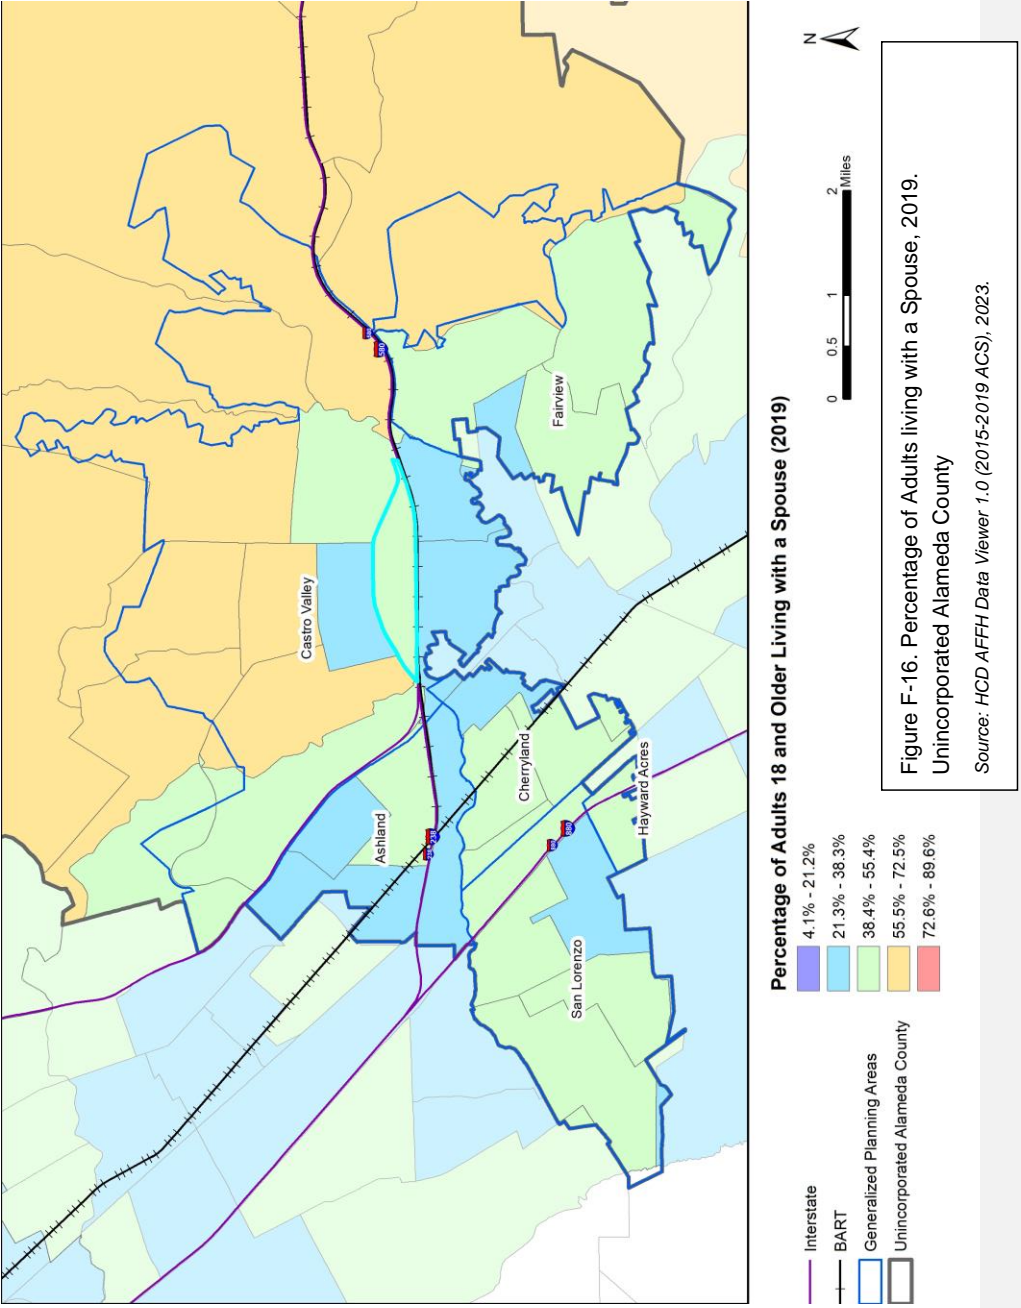 Castro Valley
Ashland
Fairview
Cherryland
Hayward Acres
San Lorenzo
580
238
880
N
Percentage of Adults 18 and Older Living with a Spouse (2019)
Interstate
BART
Generalized Planning Areas
Unincorporated Alameda County
4.1% - 21.2%
21.3% - 38.3%
38.4% - 55.4%
55.5% - 72.5%
72.6% - 89.6%
0 0.5 1 2
Miles
Figure F-16. Percentage of Adults living with a Spouse, 2019.
Unincorporated Alameda County
Source: HCD AFFH Data Viewer 1.0 (2015-2019 ACS), 2023.